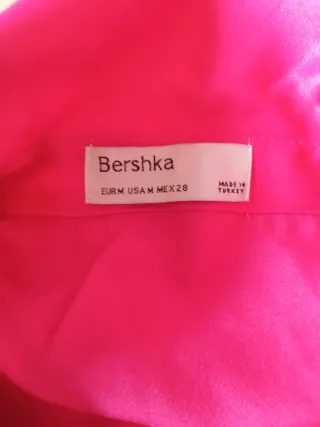 Bershka
EUR M USA M MEX 28
MADE IN
TURKEY